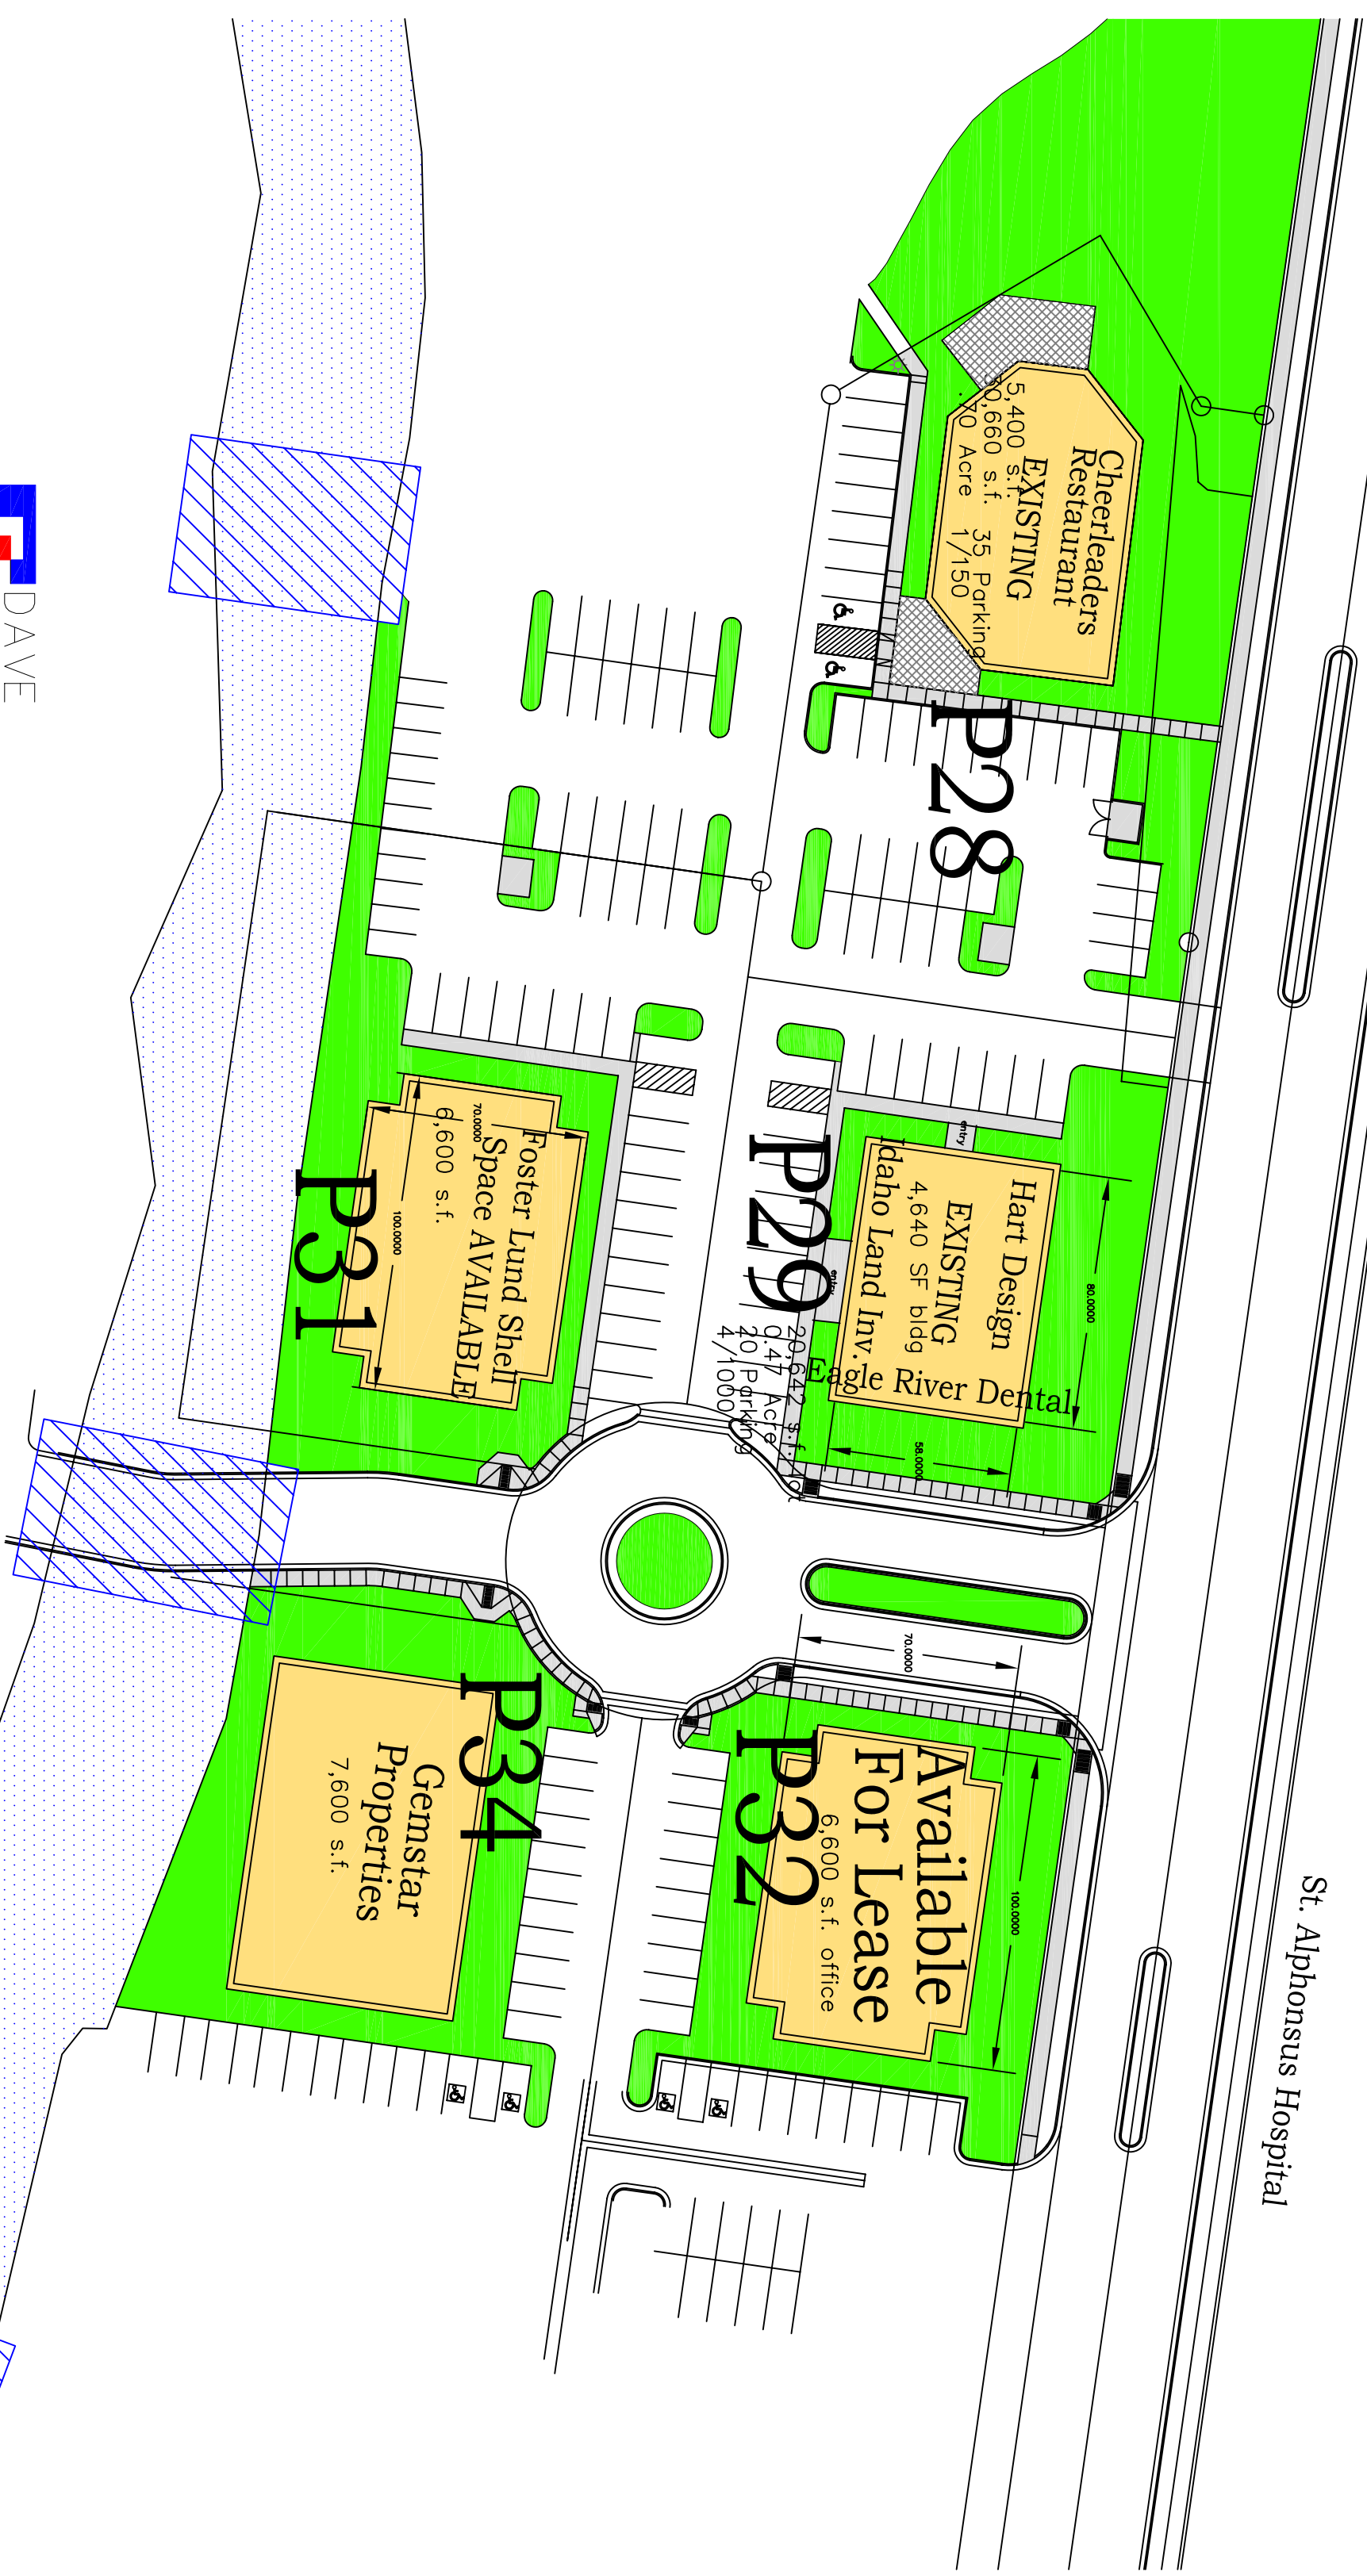 Cheerleaders
Restaurant
EXISTING
5,400 s.f.
30,660 s.f. 35 Parking
.70 Acre 1/150
P28
Hart Design
EXISTING
4,640 SF bldg
Idaho Land Inv.
Eagle River Dental
entry
entry
80.0000
58.0000
P29
20,642 s.f. lot
0.47 Acre
20 Parking
4/1000
Foster Lund Shell
Space AVAILABLE
6,600 s.f.
70.0000
100.0000
P31
Available
For Lease
6,600 s.f. office
70.0000
100.0000
P32
Gemstar
Properties
7,600 s.f.
P34
St. Alphonsus Hospital
DAVE